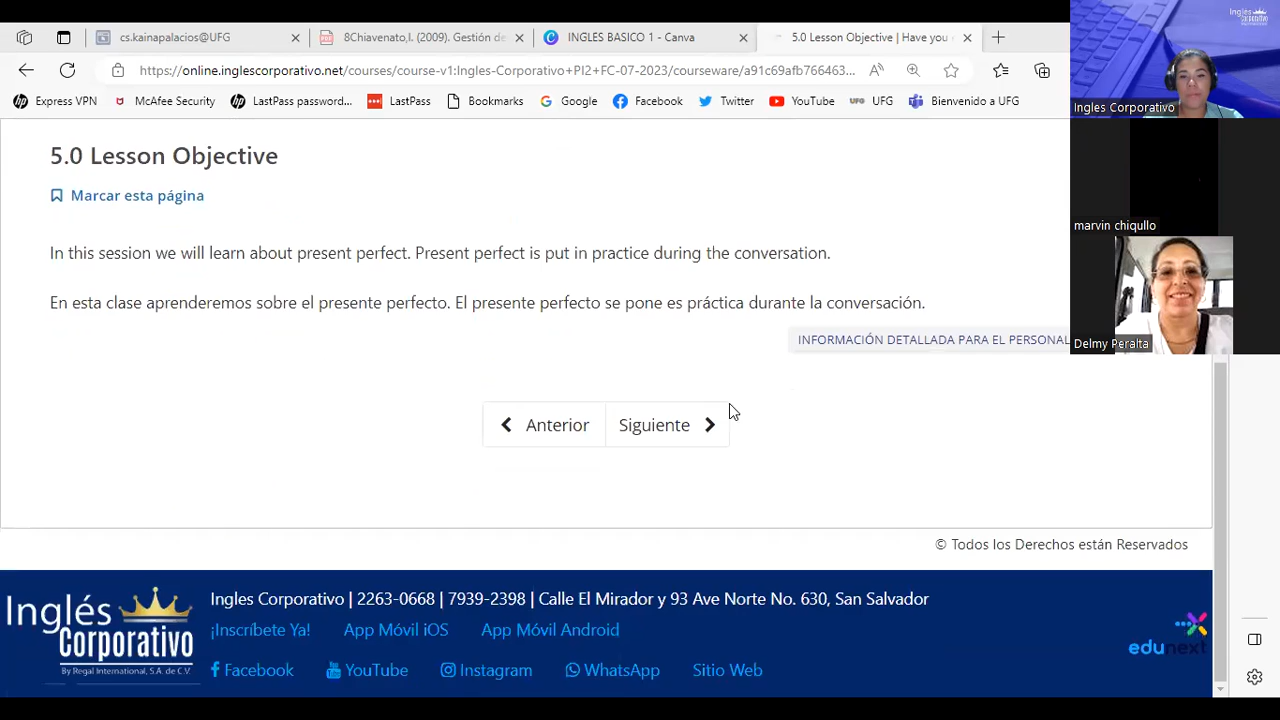 cs.kainapalacios@UFG
8Chiavenato,I. (2009). Gestión de
INGLES BASICO 1 - Canva
5.0 Lesson Objective | Have you
https://online.inglescorporativo.net/courses/course-v1:Ingles-Corporativo+PI2+FC-07-2023/courseware/a91c69afb766463...
Express VPN
McAfee Security
LastPass password...
LastPass
Bookmarks
Google
Facebook
Twitter
YouTube
UFG
Bienvenido a UFG
Inglés
Corporativo
Ingles Corporativo
marvin chiqullo
Delmy Peralta
5.0 Lesson Objective
Marcar esta página
In this session we will learn about present perfect. Present perfect is put in practice during the conversation.
En esta clase aprenderemos sobre el presente perfecto. El presente perfecto se pone es práctica durante la conversación.
INFORMACIÓN DETALLADA PARA EL PERSONAL
Anterior
Siguiente
© Todos los Derechos están Reservados
Inglés
Corporativo
By Regal International, S.A. de C.V.
Ingles Corporativo | 2263-0668 | 7939-2398 | Calle El Mirador y 93 Ave Norte No. 630, San Salvador
¡Inscríbete Ya!
App Móvil iOS
App Móvil Android
Facebook
YouTube
Instagram
WhatsApp
Sitio Web
edunext